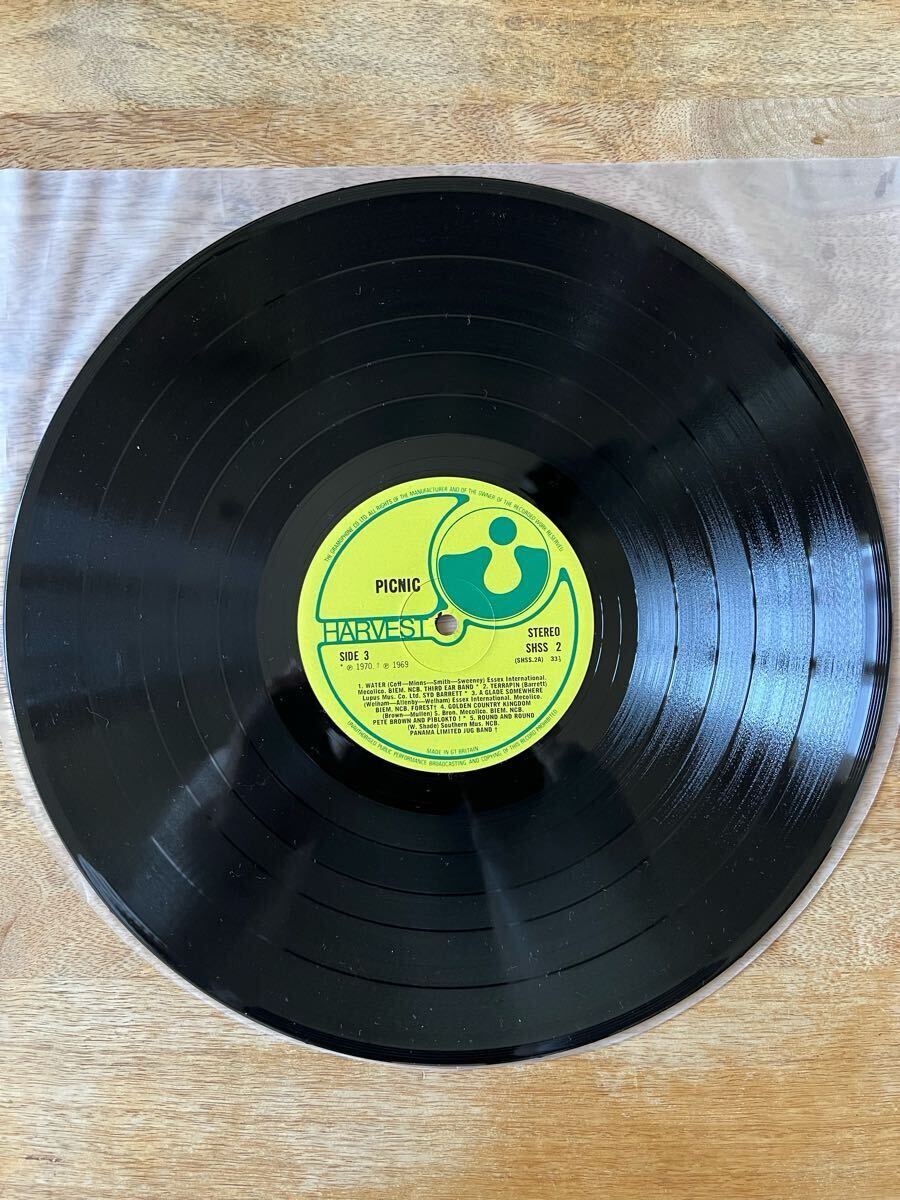 THE GRAMOPHONE CO LTD. ALL RIGHTS OF THE MANUFACTURER AND OF THE OWNER OF THE RECORDED WORK RESERVED
PICNIC
HARVEST
STEREO
SIDE 3
SHSS 2
* ℗ 1970. † ℗ 1969
(SHSS.2A) 33⅓
1. WATER (Coff—Minns—Smith—Sweeney) Essex International.
Mecolico. BIEM. NCB. THIRD EAR BAND * 2. TERRAPIN (Barrett)
Lupus Mus. Co. Ltd. SYD BARRETT * 3. A GLADE SOMEWHERE
(Welham—Allenby—Welham) Essex International. Mecolico.
BIEM. NCB. FOREST† 4. GOLDEN COUNTRY KINGDOM
(Brown—Mullen) S. Bron. Mecolico. BIEM. NCB.
PETE BROWN AND PIBLOKTO ! * 5. ROUND AND ROUND
(W. Shade) Southern Mus. NCB.
PANAMA LIMITED JUG BAND †
MADE IN GT BRITAIN
UNAUTHORISED PUBLIC PERFORMANCE BROADCASTING AND COPYING OF THIS RECORD PROHIBITED